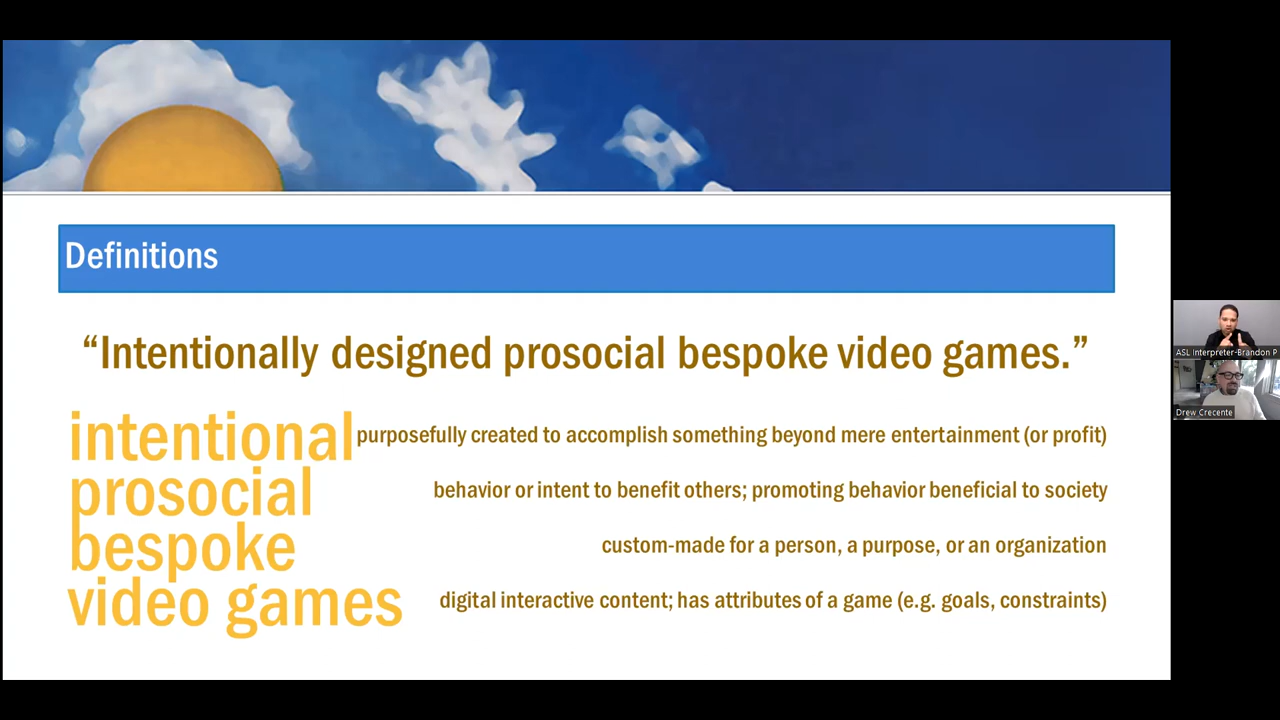 Definitions
“Intentionally designed prosocial bespoke video games.”
intentional purposefully created to accomplish something beyond mere entertainment (or profit)
prosocial behavior or intent to benefit others; promoting behavior beneficial to society
bespoke custom-made for a person, a purpose, or an organization
video games digital interactive content; has attributes of a game (e.g. goals, constraints)
ASL Interpreter-Brandon P
Drew Crecente